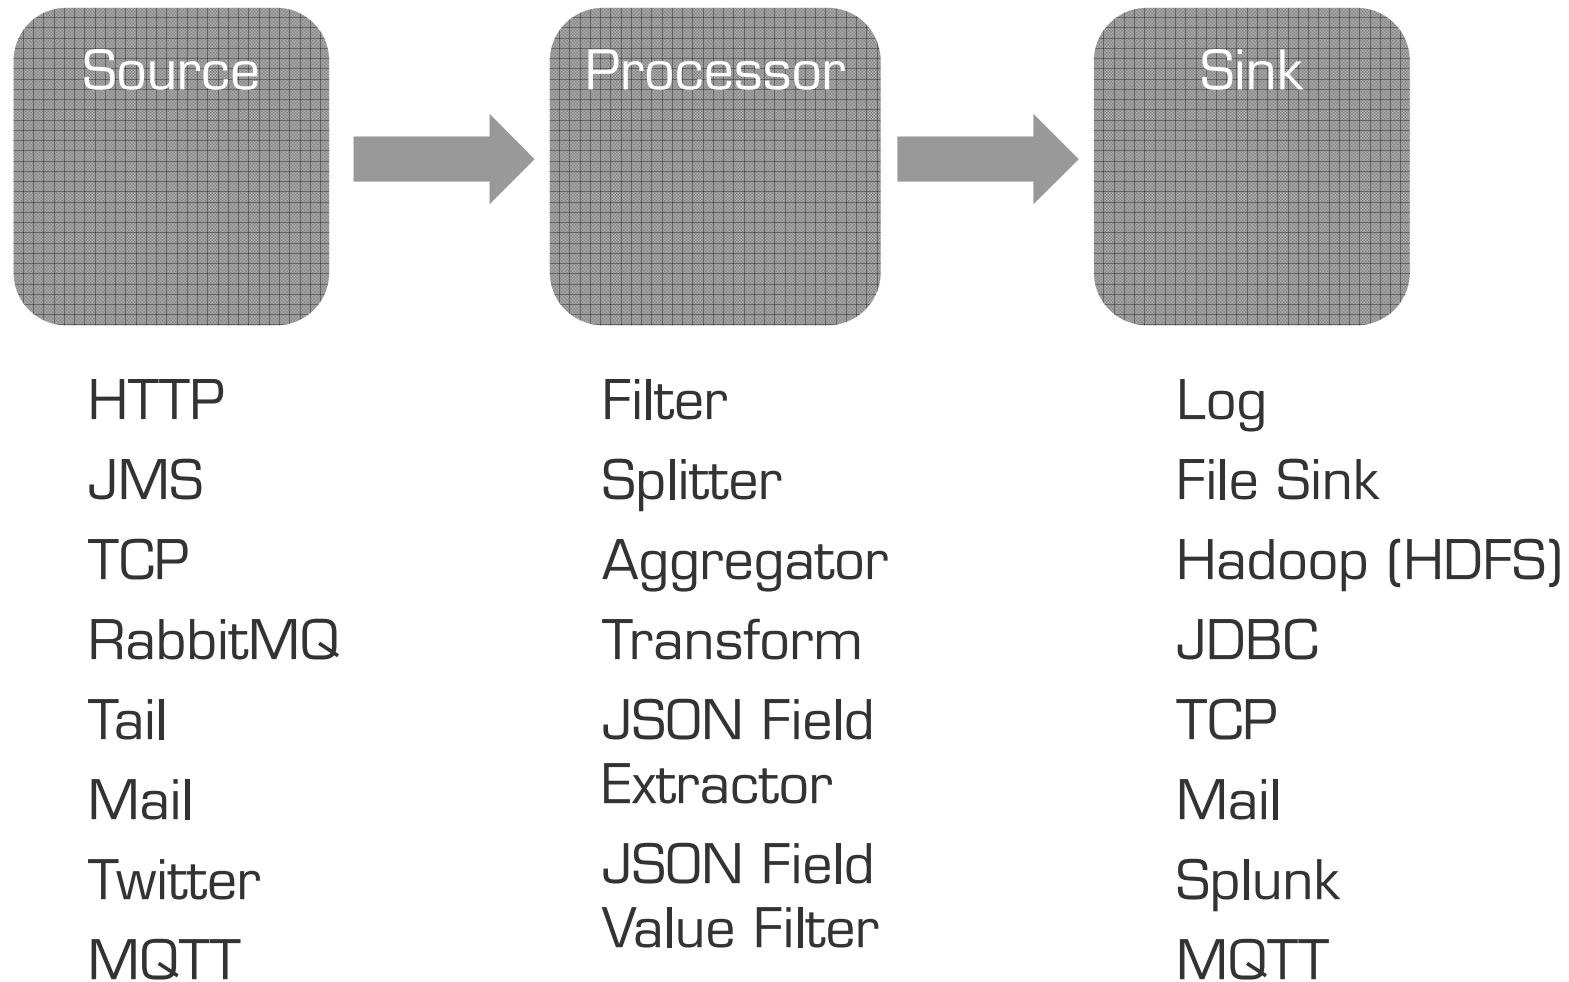 Source
HTTP
JMS
TCP
RabbitMQ
Tail
Mail
Twitter
MQTT
Processor
Filter
Splitter
Aggregator
Transform
JSON Field
Extractor
JSON Field
Value Filter
Sink
Log
File Sink
Hadoop (HDFS)
JDBC
TCP
Mail
Splunk
MQTT